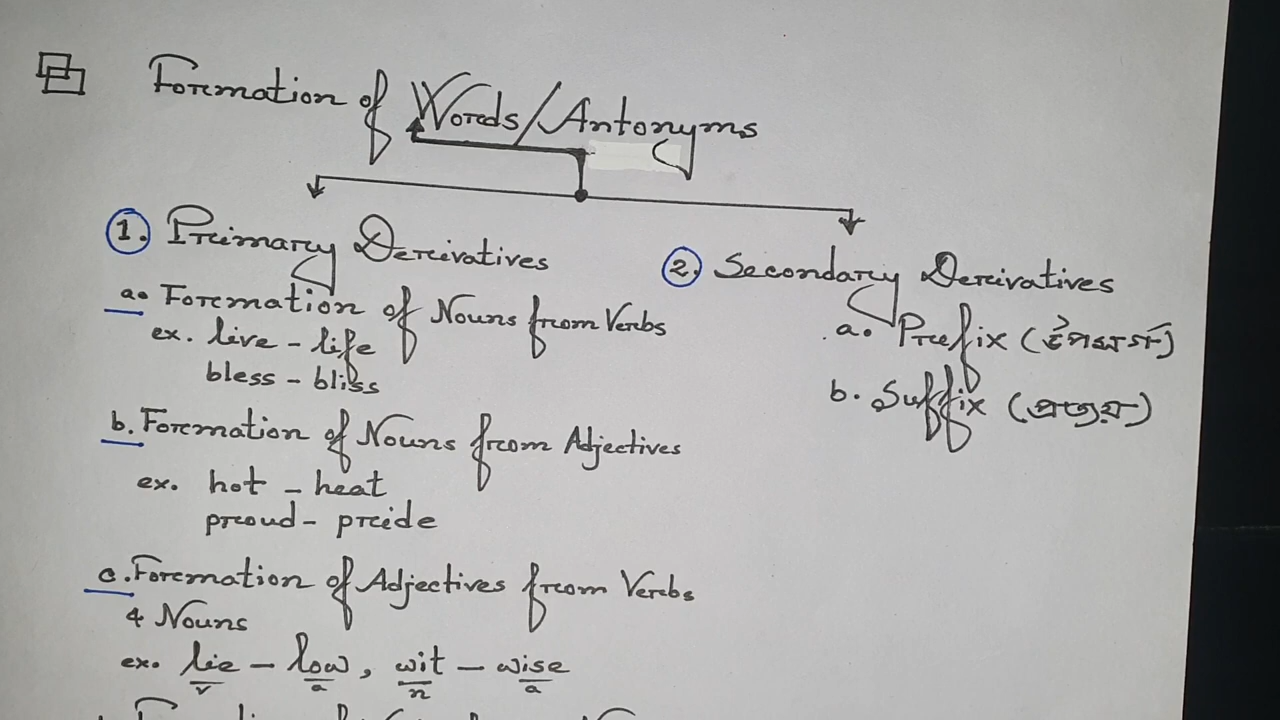 Formation of Words/Antonyms
1. Primary Derivatives
a. Formation of Nouns from Verbs
ex. live - life
bless - bliss
b. Formation of Nouns from Adjectives
ex. hot - heat
proud - pride
c. Formation of Adjectives from Verbs
& Nouns
ex. lie - low, wit - wise
v a n a
2. Secondary Derivatives
a. Prefix (উপসর্গ)
b. Suffix (প্রত্যয়)